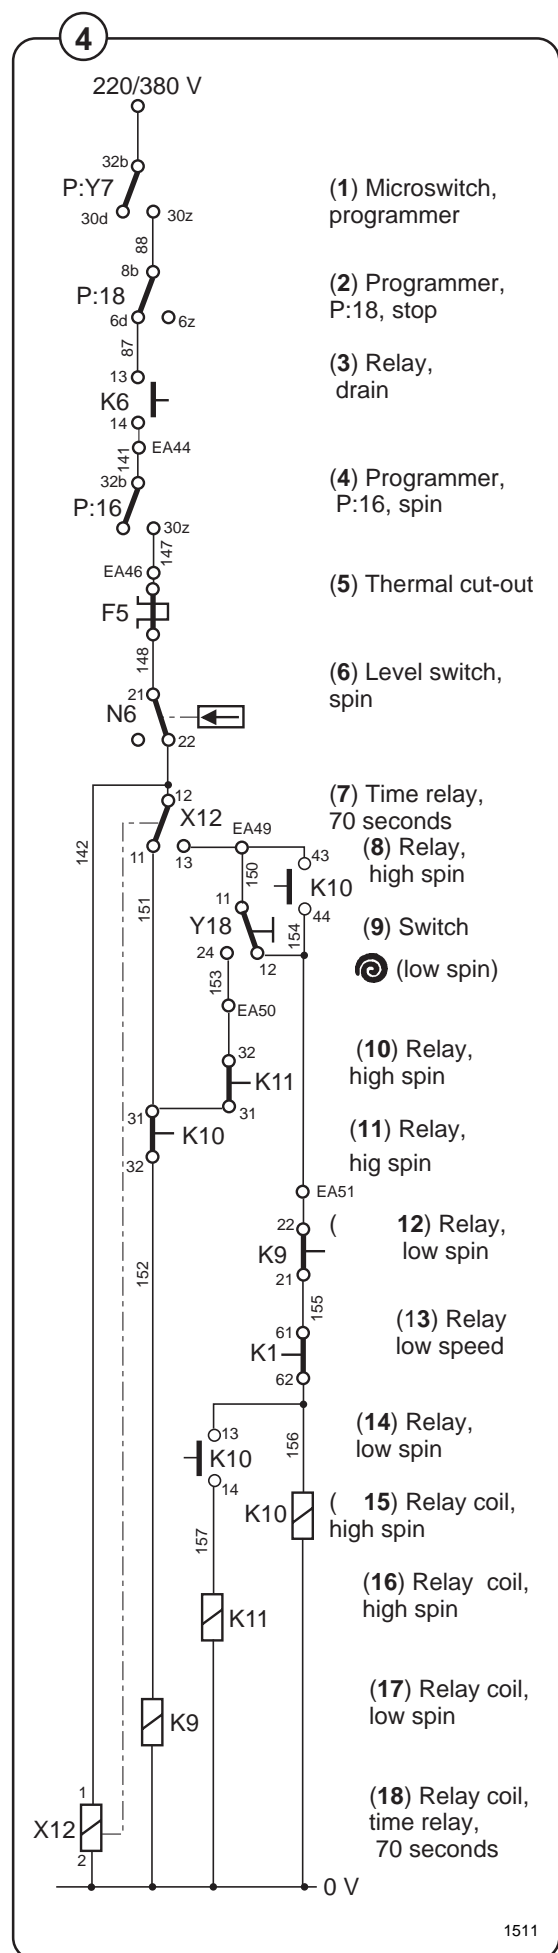 4
220/380 V
32b
P:Y7
30d
30z
(1) Microswitch,
programmer
88
8b
P:18
6d
6z
(2) Programmer,
P:18, stop
87
13
K6
14
(3) Relay,
drain
EA44
141
32b
P:16
30z
(4) Programmer,
P:16, spin
147
EA46
F5
(5) Thermal cut-out
148
21
N6
22
(6) Level switch,
spin
12
X12
11
13
(7) Time relay,
70 seconds
142
151
EA49
150
43
K10
44
(8) Relay,
high spin
11
Y18
24
12
154
(9) Switch
(low spin)
153
EA50
32
K11
31
(10) Relay,
high spin
31
K10
32
(11) Relay,
hig spin
EA51
22
K9
21
( 12) Relay,
low spin
152
155
61
K1
62
(13) Relay
low speed
13
K10
14
156
(14) Relay,
low spin
K10
( 15) Relay coil,
high spin
157
K11
(16) Relay coil,
high spin
K9
(17) Relay coil,
low spin
1
X12
2
(18) Relay coil,
time relay,
70 seconds
0 V
1511